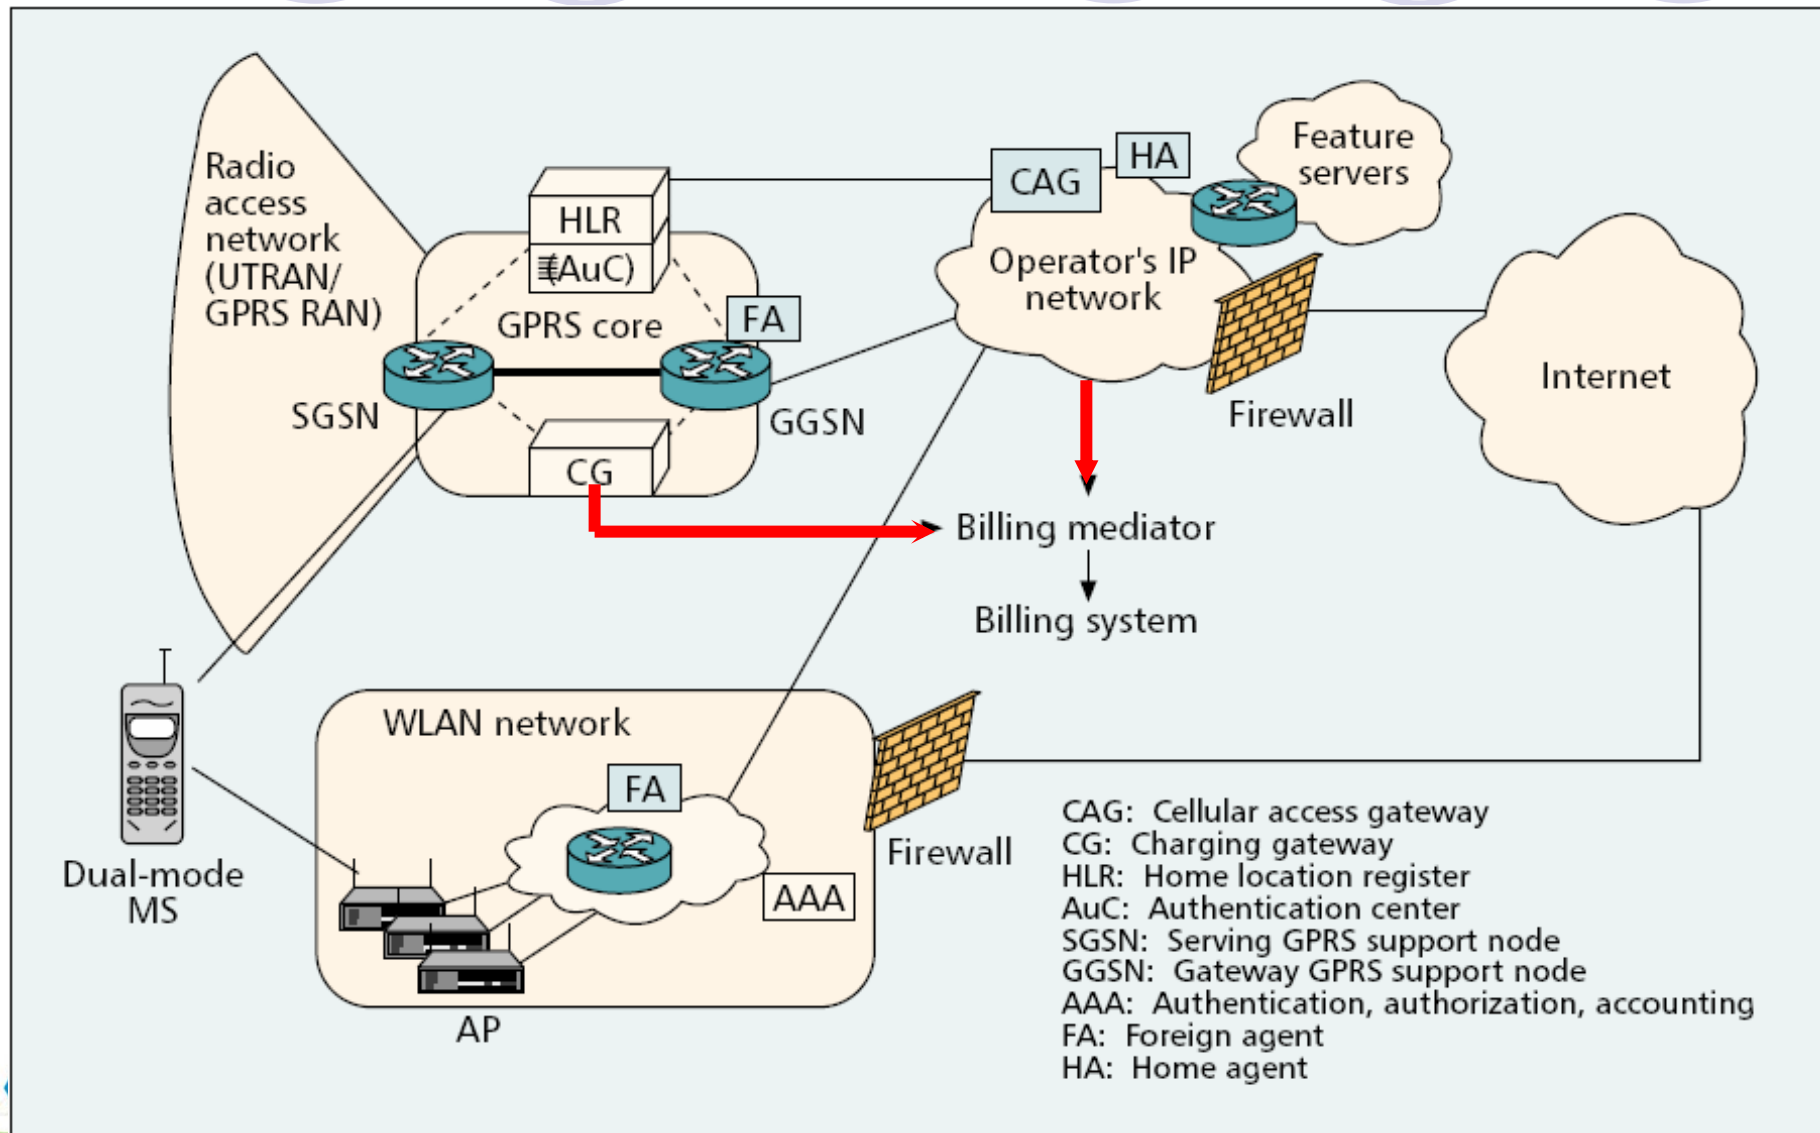 Radio
access
network
(UTRAN/
GPRS RAN)
HLR
(AuC)
GPRS core
FA
SGSN
GGSN
CG
CAG
HA
Feature
servers
Operator's IP
network
Firewall
Internet
Billing mediator
Billing system
Dual-mode
MS
WLAN network
FA
AAA
AP
Firewall
CAG: Cellular access gateway
CG: Charging gateway
HLR: Home location register
AuC: Authentication center
SGSN: Serving GPRS support node
GGSN: Gateway GPRS support node
AAA: Authentication, authorization, accounting
FA: Foreign agent
HA: Home agent